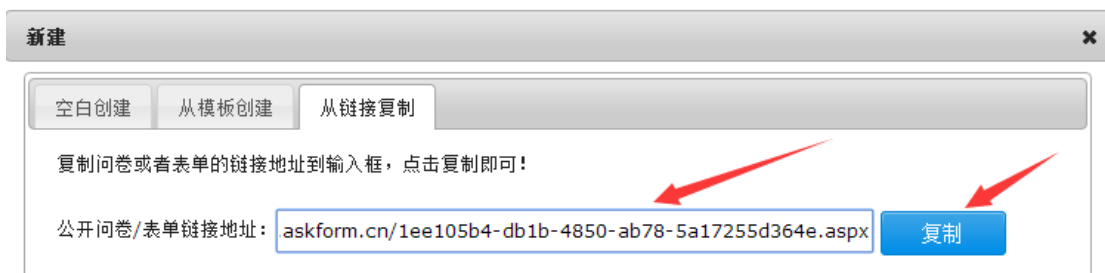 新建
空白创建 从模板创建 从链接复制
复制问卷或者表单的链接地址到输入框，点击复制即可！
公开问卷/表单链接地址： .askform.cn/1ee105b4-db1b-4850-ab78-5a17255d364e.aspx 复制